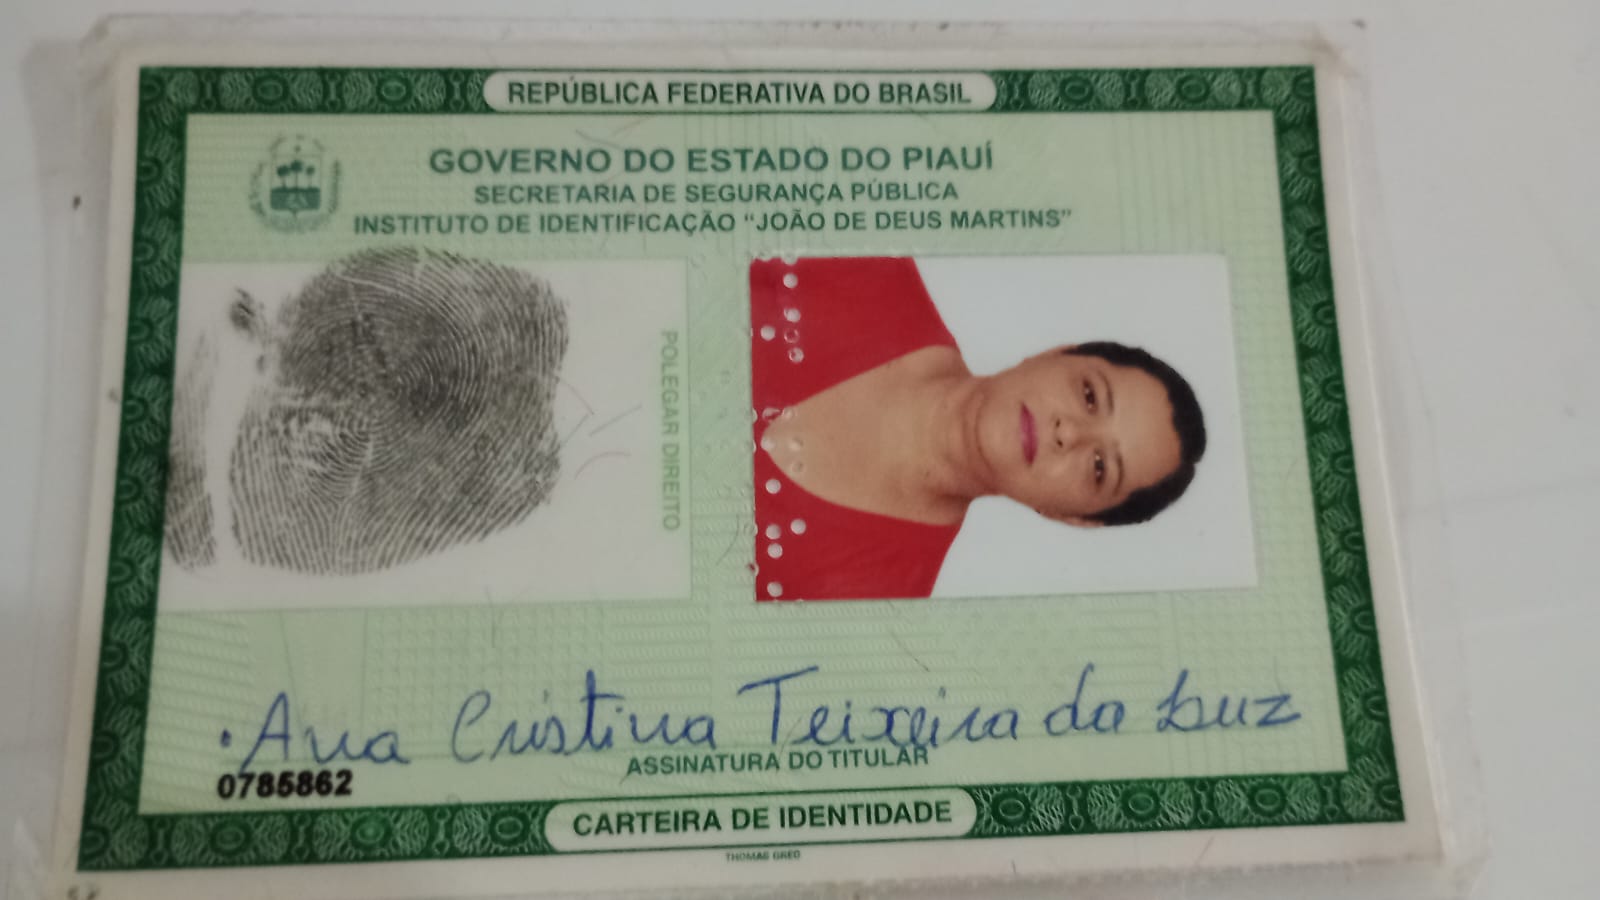 REPÚBLICA FEDERATIVA DO BRASIL
GOVERNO DO ESTADO DO PIAUÍ
SECRETARIA DE SEGURANÇA PÚBLICA
INSTITUTO DE IDENTIFICAÇÃO “JOÃO DE DEUS MARTINS”
POLEGAR DIREITO
Ana Cristina Teixeira da Luz
ASSINATURA DO TITULAR
0785862
CARTEIRA DE IDENTIDADE
THOMAS GREG